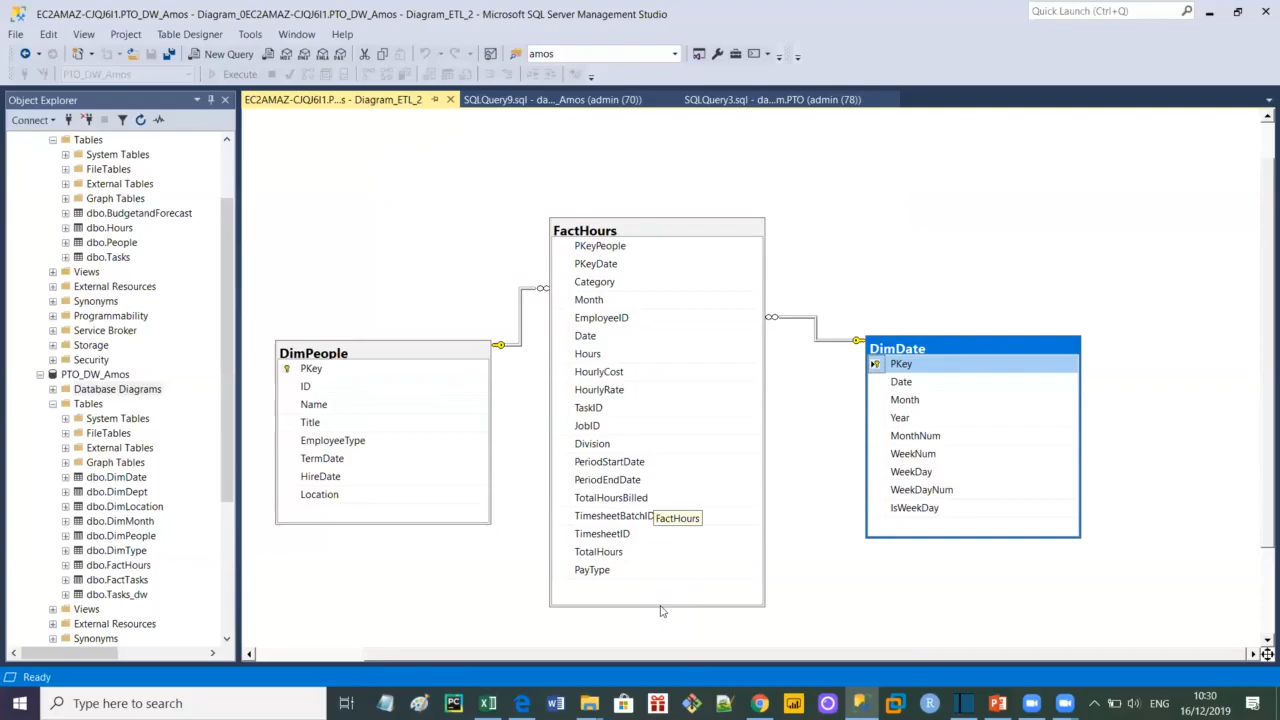 EC2AMAZ-CJQJ6I1.PTO_DW_Amos - Diagram_0EC2AMAZ-CJQJ6I1.PTO_DW_Amos - Diagram_ETL_2 - Microsoft SQL Server Management Studio
Quick Launch (Ctrl+Q)
File Edit View Project Table Designer Tools Window Help
New Query
amos
PTO_DW_Amos
Execute
Object Explorer
EC2AMAZ-CJQJ6I1.P...s - Diagram_ETL_2
SQLQuery9.sql - da..._Amos (admin (70))
SQLQuery3.sql - da...m.PTO (admin (78))
Connect
Tables
System Tables
FileTables
External Tables
Graph Tables
dbo.BudgetandForecast
dbo.Hours
dbo.People
dbo.Tasks
Views
External Resources
Synonyms
Programmability
Service Broker
Storage
Security
PTO_DW_Amos
Database Diagrams
Tables
System Tables
FileTables
External Tables
Graph Tables
dbo.DimDate
dbo.DimDept
dbo.DimLocation
dbo.DimMonth
dbo.DimPeople
dbo.DimType
dbo.FactHours
dbo.FactTasks
dbo.Tasks_dw
Views
External Resources
Synonyms
DimPeople
PKey
ID
Name
Title
EmployeeType
TermDate
HireDate
Location
FactHours
PKeyPeople
PKeyDate
Category
Month
EmployeeID
Date
Hours
HourlyCost
HourlyRate
TaskID
JobID
Division
PeriodStartDate
PeriodEndDate
TotalHoursBilled
TimesheetBatchID
FactHours
TimesheetID
TotalHours
PayType
DimDate
PKey
Date
Month
Year
MonthNum
WeekNum
WeekDay
WeekDayNum
IsWeekDay
Ready
Type here to search
ENG
10:30
16/12/2019